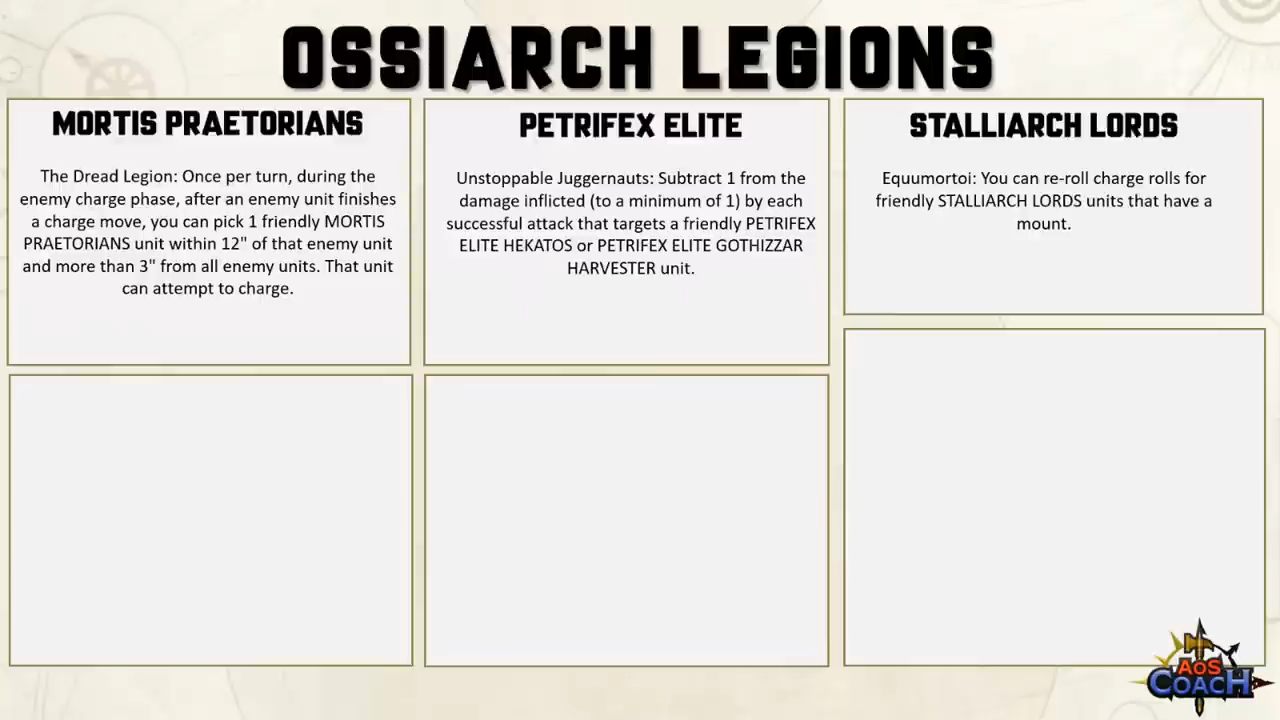 OSSIARCH LEGIONS
MORTIS PRAETORIANS
The Dread Legion: Once per turn, during the
enemy charge phase, after an enemy unit finishes
a charge move, you can pick 1 friendly MORTIS
PRAETORIANS unit within 12" of that enemy unit
and more than 3" from all enemy units. That unit
can attempt to charge.
PETRIFEX ELITE
Unstoppable Juggernauts: Subtract 1 from the
damage inflicted (to a minimum of 1) by each
successful attack that targets a friendly PETRIFEX
ELITE HEKATOS or PETRIFEX ELITE GOTHIZZAR
HARVESTER unit.
STALLIARCH LORDS
Equumortoi: You can re-roll charge rolls for
friendly STALLIARCH LORDS units that have a
mount.
AoS
COACH